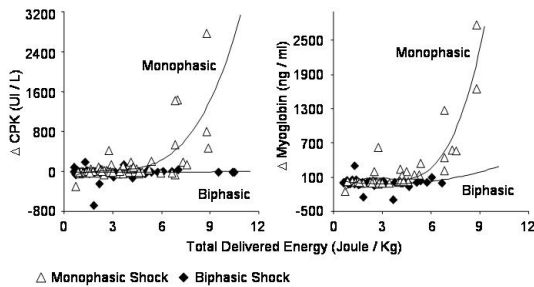 3200
2400
1600
800
0
-800
△ CPK (UI / L)
Monophasic
Biphasic
0 3 6 9 12
2500
1900
1300
700
100
-500
△ Myoglobin (ng / ml)
Monophasic
Biphasic
0 3 6 9 12
Total Delivered Energy (Joule / Kg)
△ Monophasic Shock ◆ Biphasic Shock